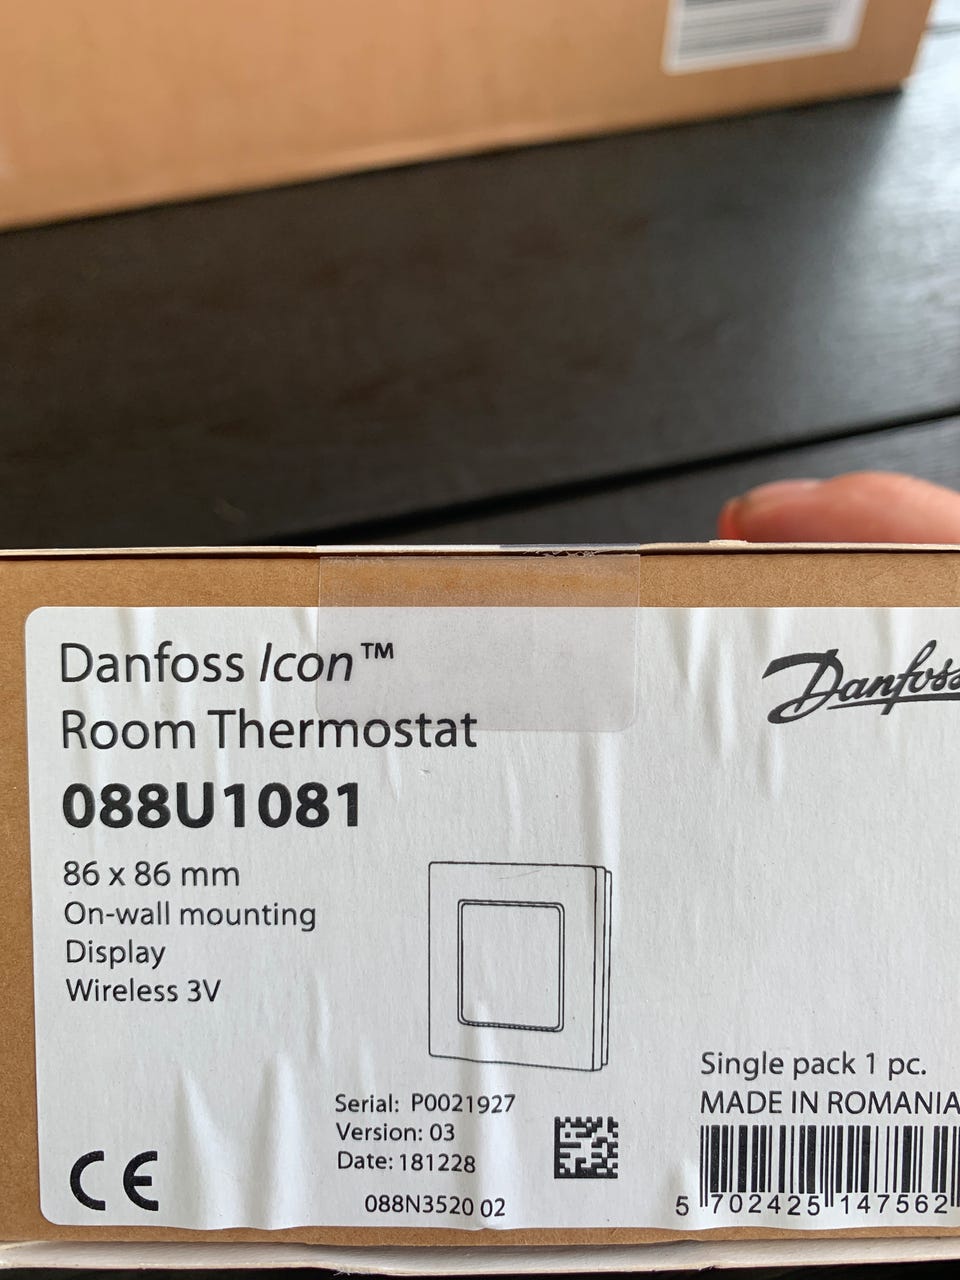 Danfoss Icon™
Room Thermostat
088U1081
86 x 86 mm
On-wall mounting
Display
Wireless 3V
Danfoss
Serial: P0021927
Version: 03
Date: 181228
088N3520 02
CE
Single pack 1 pc.
MADE IN ROMANIA
5 702425 147562